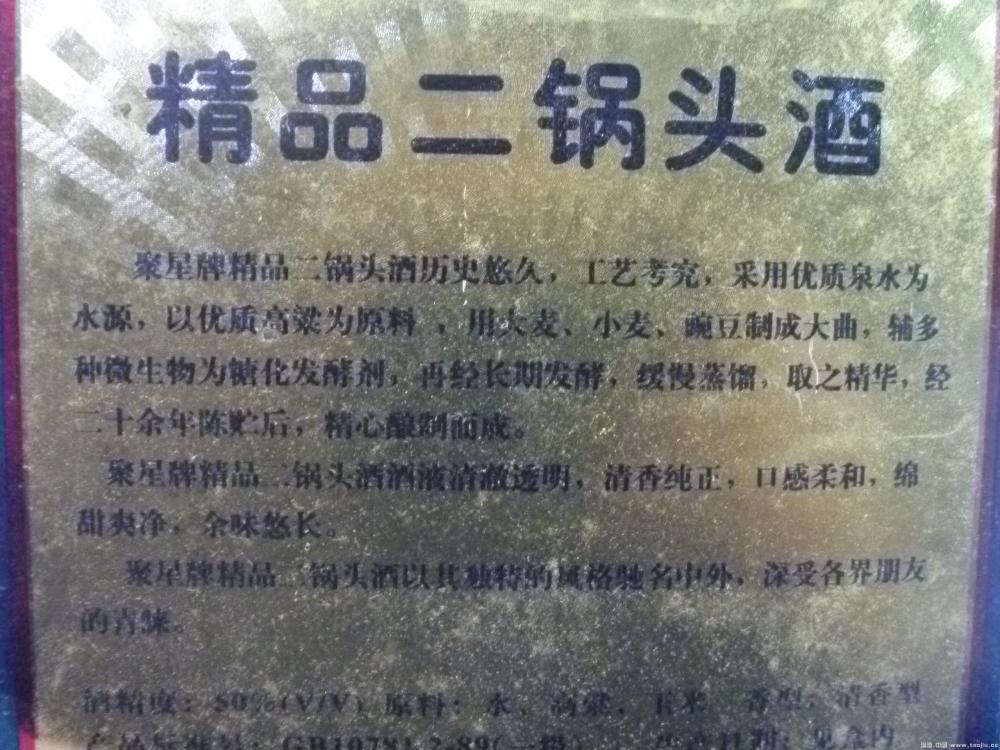 精品二锅头酒
聚星牌精品二锅头酒历史悠久，工艺考究，采用优质泉水为
水源，以优质高粱为原料 ，用大麦、小麦，豌豆制成大曲，辅多
种微生物为糖化发酵剂，再经长期发酵，缓慢蒸馏，取之精华，经
二十余年陈贮后，精心酿制而成。
聚星牌精品二锅头酒酒液清澈透明，清香纯正，口感柔和，绵
甜爽净，余味悠长。
聚星牌精品二锅头酒以其独特的风格驰名中外，深受各界朋友
的青睐。
酒精度：50%(V/V) 原料：水、高粱、玉米 香型：清香型